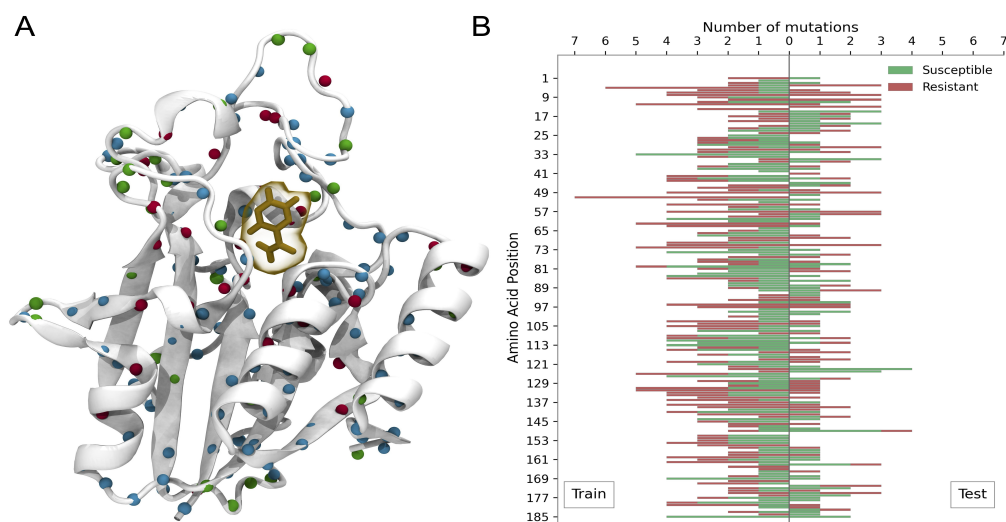 A
B
Number of mutations
7 6 5 4 3 2 1 0 1 2 3 4 5 6 7
Susceptible
Resistant
Amino Acid Position
1
9
17
25
33
41
49
57
65
73
81
89
97
105
113
121
129
137
145
153
161
169
177
185
Train
Test